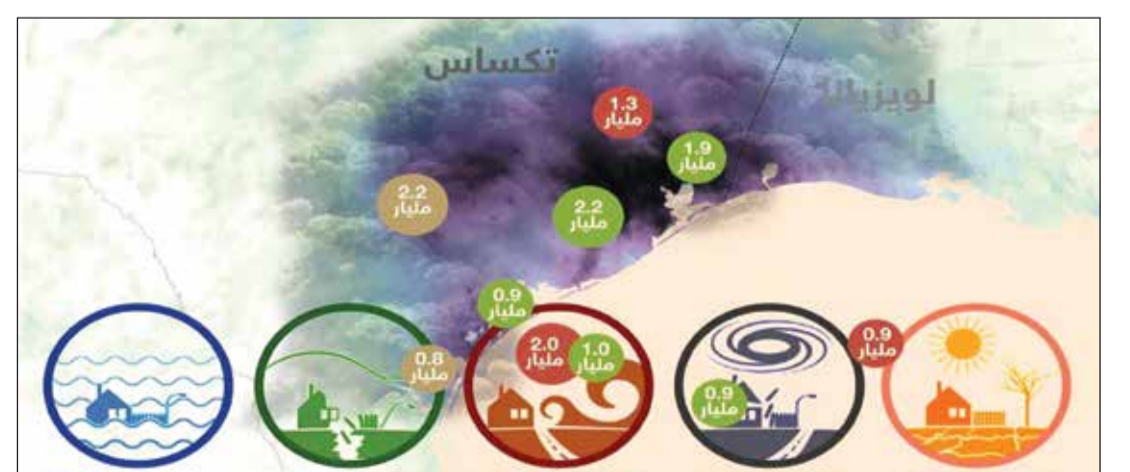 تكساس
لويزيانا
1.3
مليار
1.9
مليار
2.2
مليار
2.2
مليار
0.9
مليار
2.0
مليار
1.0
مليار
0.9
مليار
0.8
مليار
0.9
مليار